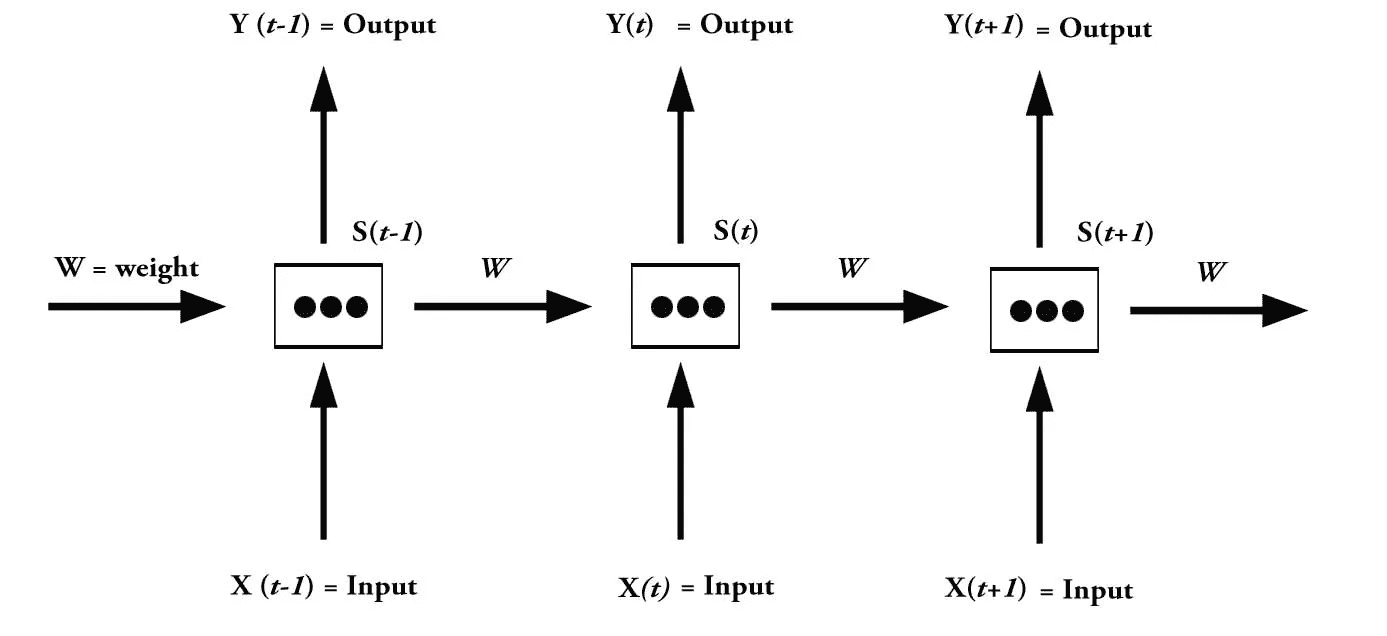 Y (t-1) = Output
Y(t) = Output
Y(t+1) = Output
S(t-1)
S(t)
S(t+1)
W = weight
W
W
W
X (t-1) = Input
X(t) = Input
X(t+1) = Input